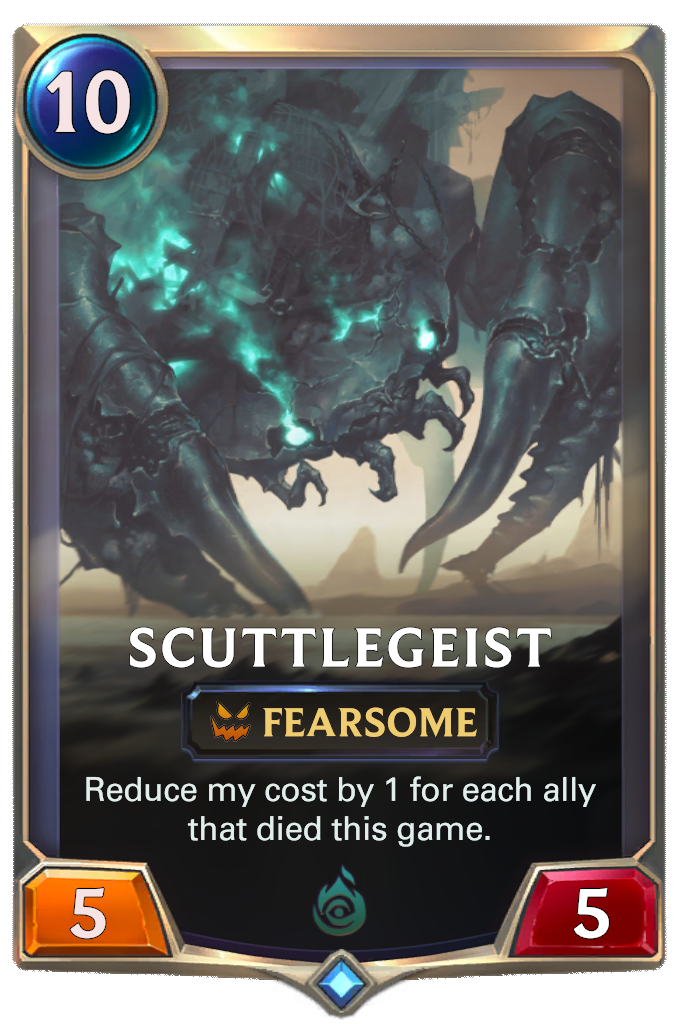 10
SCUTTLEGEIST
FEARSOME
Reduce my cost by 1 for each ally
that died this game.
5
5